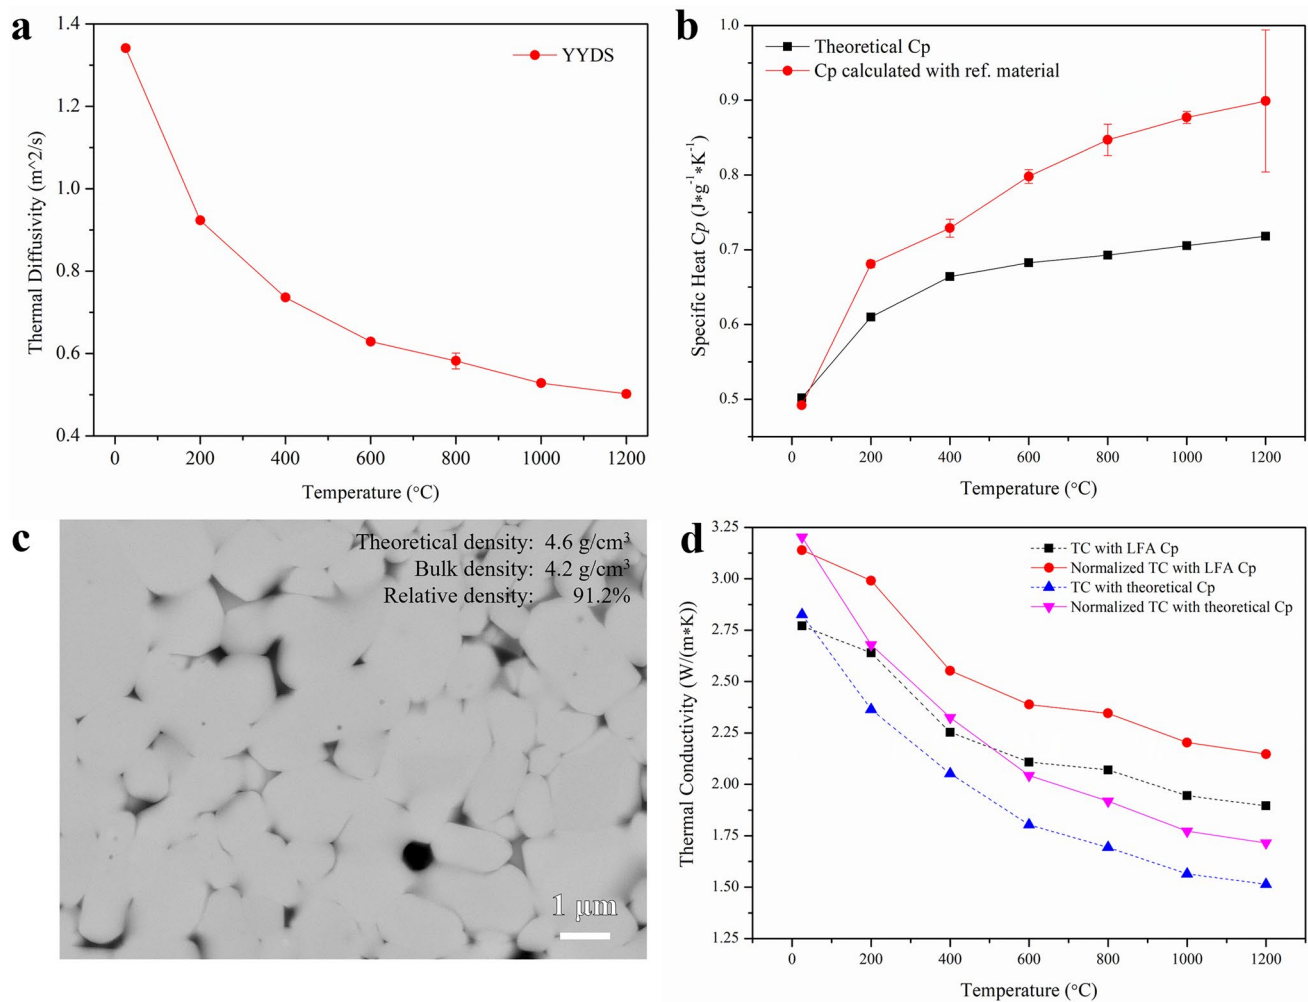 a
1.4
1.2
1.0
0.8
0.6
0.4
Thermal Diffusivity (m^2/s)
YYDS
0 200 400 600 800 1000 1200
Temperature (°C)
b
1.0
0.9
0.8
0.7
0.6
0.5
Specific Heat Cp (J*g⁻¹*K⁻¹)
Theoretical Cp
Cp calculated with ref. material
0 200 400 600 800 1000 1200
Temperature (°C)
c
Theoretical density: 4.6 g/cm³
Bulk density: 4.2 g/cm³
Relative density: 91.2%
1 μm
d
3.25
3.00
2.75
2.50
2.25
2.00
1.75
1.50
1.25
Thermal Conductivity (W/(m*K))
TC with LFA Cp
Normalized TC with LFA Cp
TC with theoretical Cp
Normalized TC with theoretical Cp
0 200 400 600 800 1000 1200
Temperature (°C)